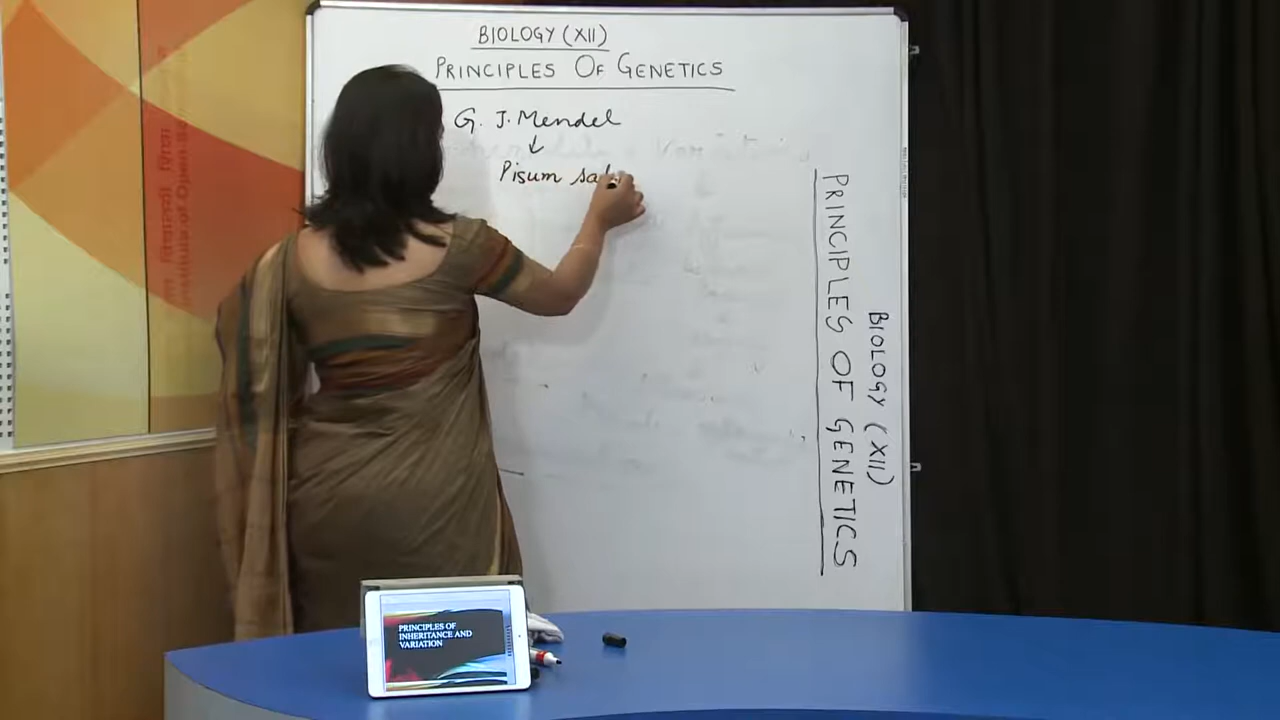 BIOLOGY (XII)
PRINCIPLES OF GENETICS
G. J. Mendel
↓
Pisum sa
PRINCIPLES OF GENETICS
BIOLOGY (XII)
PRINCIPLES OF
INHERITANCE AND
VARIATION